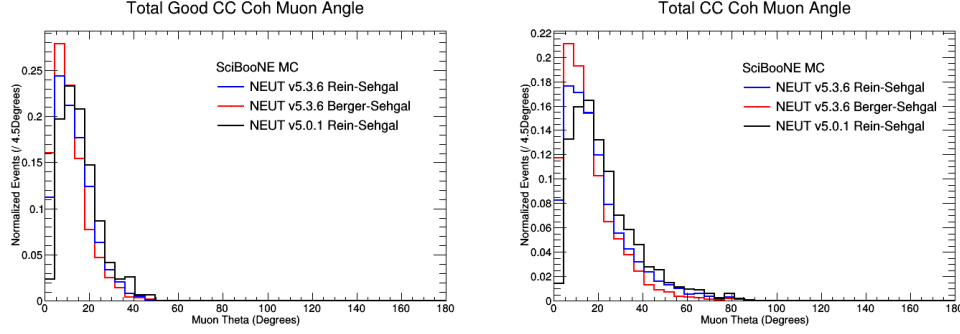 Total Good CC Coh Muon Angle
Normalized Events (/ 4.5Degrees)
0.25
0.2
0.15
0.1
0.05
0
SciBooNE MC
NEUT v5.3.6 Rein-Sehgal
NEUT v5.3.6 Berger-Sehgal
NEUT v5.0.1 Rein-Sehgal
0 20 40 60 80 100 120 140 160 180
Muon Theta (Degrees)
Total CC Coh Muon Angle
Normalized Events (/ 4.5Degrees)
0.22
0.2
0.18
0.16
0.14
0.12
0.1
0.08
0.06
0.04
0.02
0
SciBooNE MC
NEUT v5.3.6 Rein-Sehgal
NEUT v5.3.6 Berger-Sehgal
NEUT v5.0.1 Rein-Sehgal
0 20 40 60 80 100 120 140 160 180
Muon Theta (Degrees)